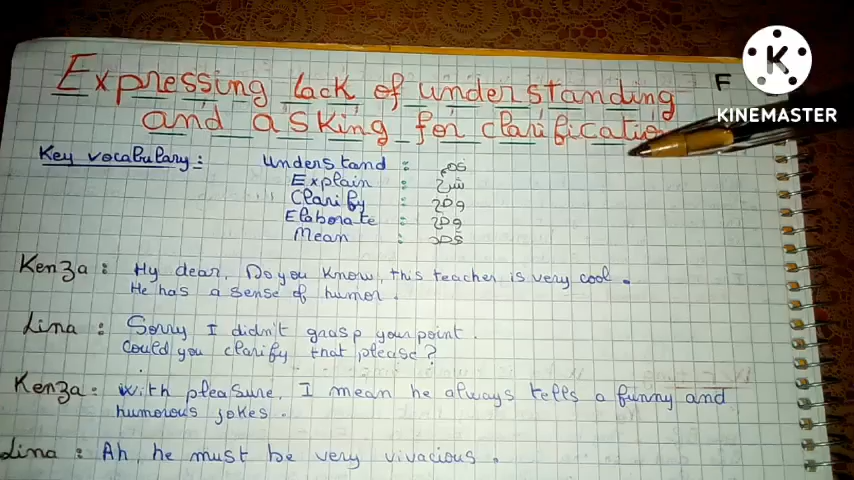 Expressing lack of understanding
and asking for clarification
F
K
KINEMASTER
Key vocabulary :
Understand : فهم
Explain : شرح
Clarify : وضح
Elaborate : وضح
Mean :
Kenza : Hy dear, Do you know, this teacher is very cool.
He has a sense of humor.
Lina : Sorry I didn't grasp your point.
Could you clarify that please?
Kenza : With pleasure, I mean he always tells a funny and
humorous jokes.
Lina : Ah, he must be very vivacious.